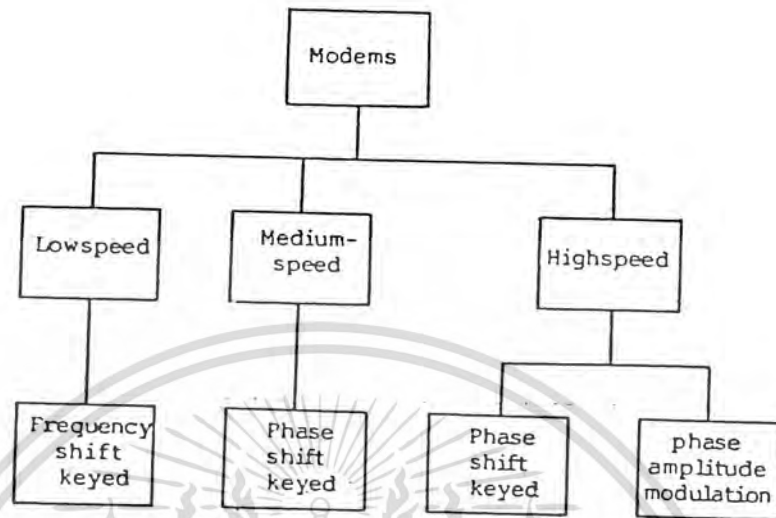 Modems
Lowspeed
Medium-
speed
Highspeed
Frequency
shift
keyed
Phase
shift
keyed
Phase
shift
keyed
phase
amplitude
modulation